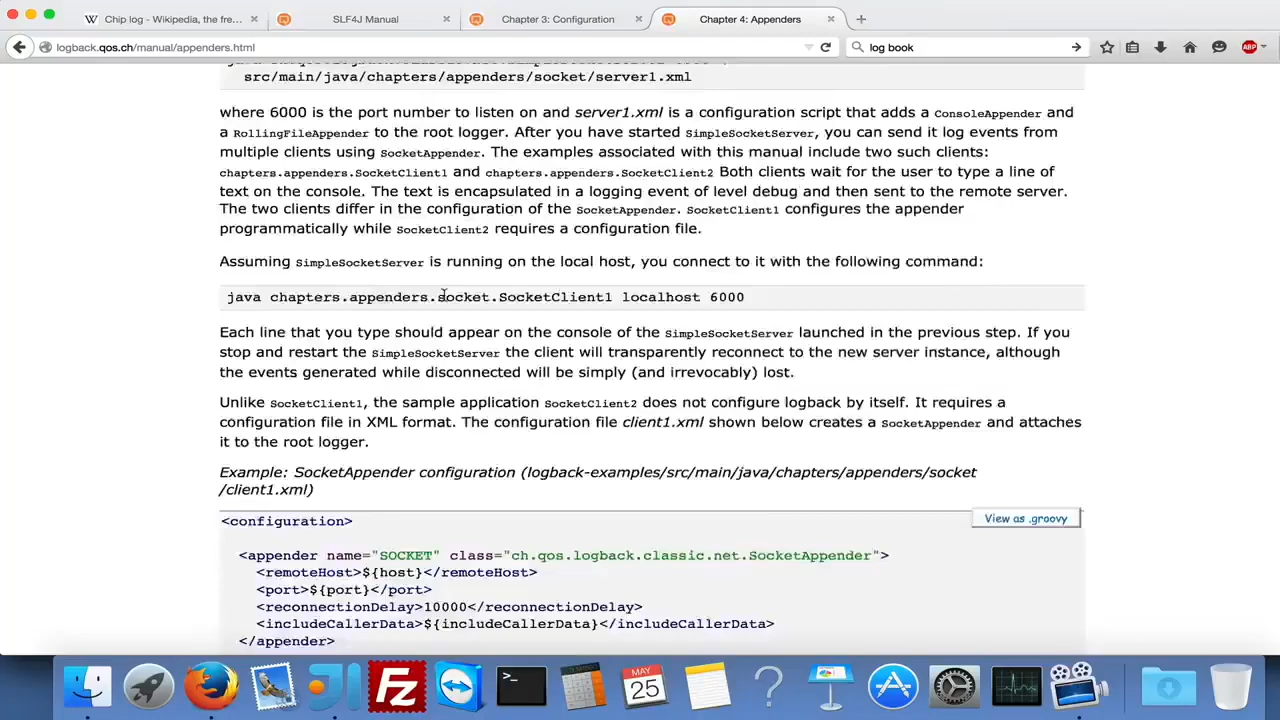 Chip log - Wikipedia, the fre...
SLF4J Manual
Chapter 3: Configuration
Chapter 4: Appenders
logback.qos.ch/manual/appenders.html
log book
ABP
src/main/java/chapters/appenders/socket/server1.xml
where 6000 is the port number to listen on and server1.xml is a configuration script that adds a ConsoleAppender and
a RollingFileAppender to the root logger. After you have started SimpleSocketServer, you can send it log events from
multiple clients using SocketAppender. The examples associated with this manual include two such clients:
chapters.appenders.SocketClient1 and chapters.appenders.SocketClient2 Both clients wait for the user to type a line of
text on the console. The text is encapsulated in a logging event of level debug and then sent to the remote server.
The two clients differ in the configuration of the SocketAppender. SocketClient1 configures the appender
programmatically while SocketClient2 requires a configuration file.
Assuming SimpleSocketServer is running on the local host, you connect to it with the following command:
java chapters.appenders.socket.SocketClient1 localhost 6000
Each line that you type should appear on the console of the SimpleSocketServer launched in the previous step. If you
stop and restart the SimpleSocketServer the client will transparently reconnect to the new server instance, although
the events generated while disconnected will be simply (and irrevocably) lost.
Unlike SocketClient1, the sample application SocketClient2 does not configure logback by itself. It requires a
configuration file in XML format. The configuration file client1.xml shown below creates a SocketAppender and attaches
it to the root logger.
Example: SocketAppender configuration (logback-examples/src/main/java/chapters/appenders/socket
/client1.xml)
<configuration>
View as .groovy
<appender name="SOCKET" class="ch.qos.logback.classic.net.SocketAppender">
<remoteHost>${host}</remoteHost>
<port>${port}</port>
<reconnectionDelay>10000</reconnectionDelay>
<includeCallerData>${includeCallerData}</includeCallerData>
</appender>
MAY
25